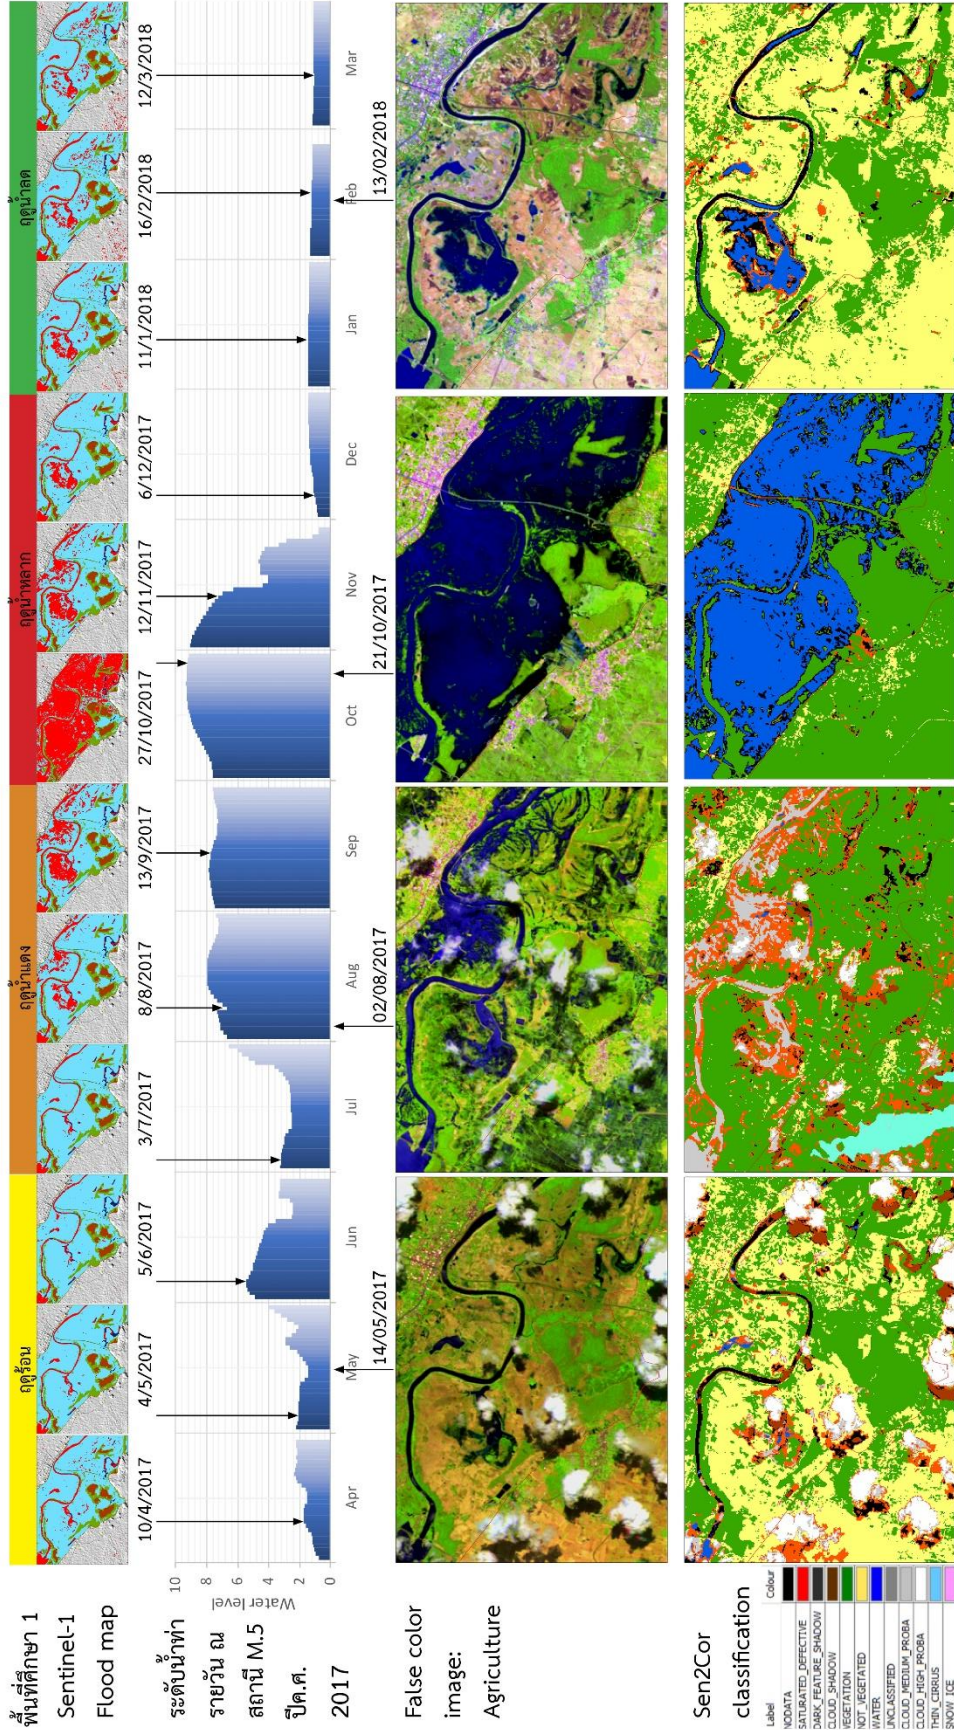 พื้นที่ศึกษา 1
Sentinel-1
Flood map
ฤดูร้อน
ฤดูน้ำแดง
ฤดูน้ำหลาก
ฤดูน้ำลด
10/4/2017
4/5/2017
5/6/2017
3/7/2017
8/8/2017
13/9/2017
27/10/2017
12/11/2017
6/12/2017
11/1/2018
16/2/2018
12/3/2018
ระดับน้ำท่า
รายวัน ณ
สถานี M.5
ปีค.ศ.
2017
Water level
10
8
6
4
2
0
Apr
May
Jun
Jul
Aug
Sep
Oct
Nov
Dec
Jan
Feb
Mar
14/05/2017
02/08/2017
21/10/2017
13/02/2018
False color
image:
Agriculture
Sen2Cor
classification
Label Colour
NODATA
SATURATED_DEFECTIVE
DARK_FEATURE_SHADOW
CLOUD_SHADOW
VEGETATION
NOT_VEGETATED
WATER
UNCLASSIFIED
CLOUD_MEDIUM_PROBA
CLOUD_HIGH_PROBA
THIN_CIRRUS
SNOW_ICE